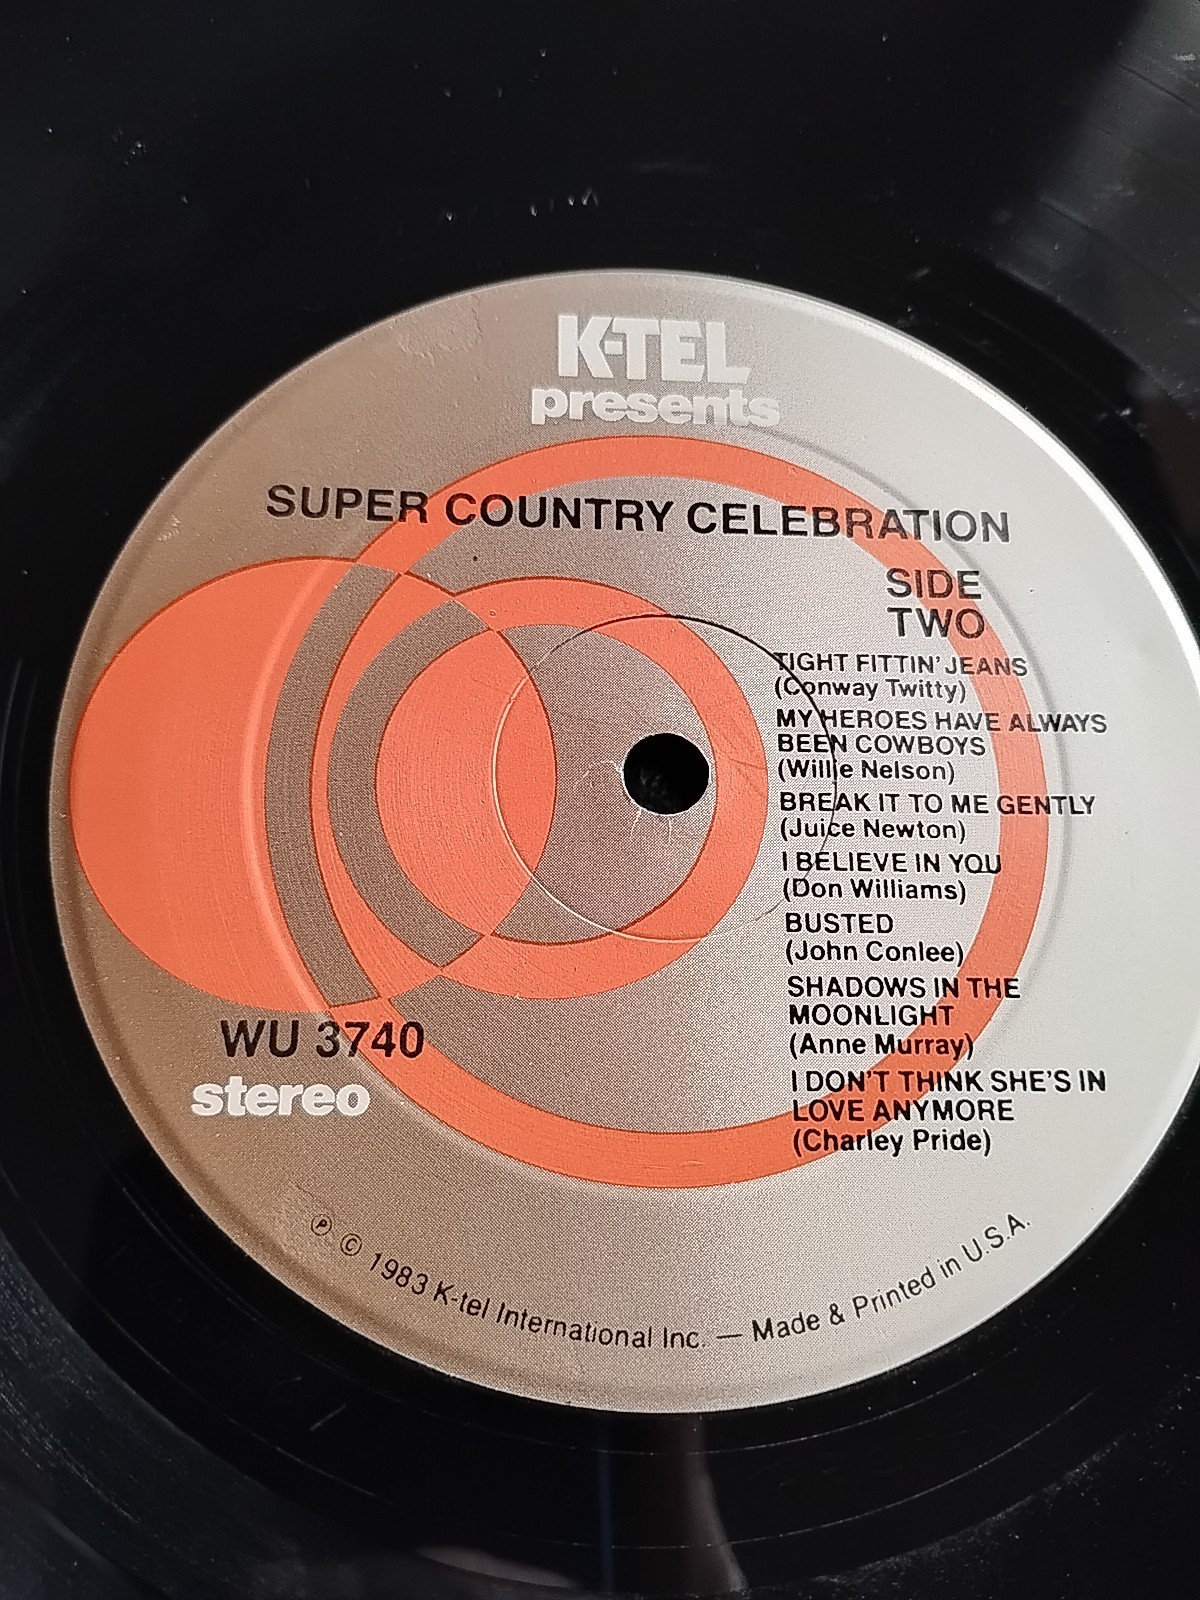 K-TEL
presents
SUPER COUNTRY CELEBRATION
SIDE
TWO
TIGHT FITTIN' JEANS
(Conway Twitty)
MY HEROES HAVE ALWAYS
BEEN COWBOYS
(Willie Nelson)
BREAK IT TO ME GENTLY
(Juice Newton)
I BELIEVE IN YOU
(Don Williams)
BUSTED
(John Conlee)
SHADOWS IN THE
MOONLIGHT
(Anne Murray)
I DON'T THINK SHE'S IN
LOVE ANYMORE
(Charley Pride)
WU 3740
stereo
Ⓟ © 1983 K-tel International Inc. — Made & Printed in U.S.A.